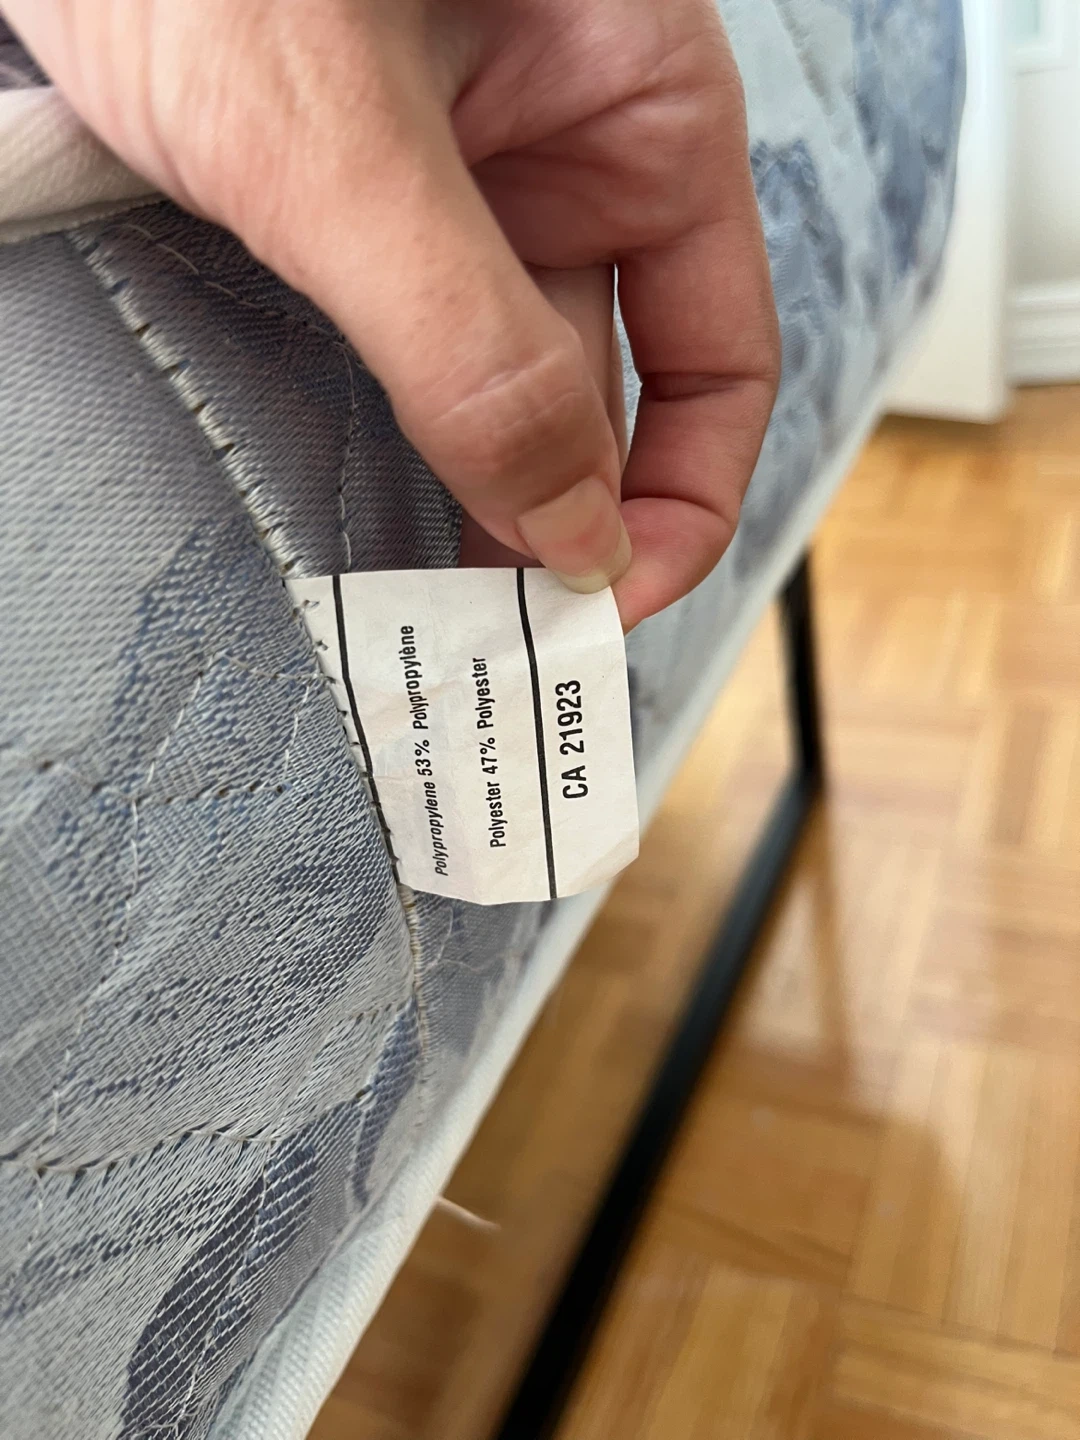 Polypropylene 53% Polypropylène
Polyester 47% Polyester
CA 21923